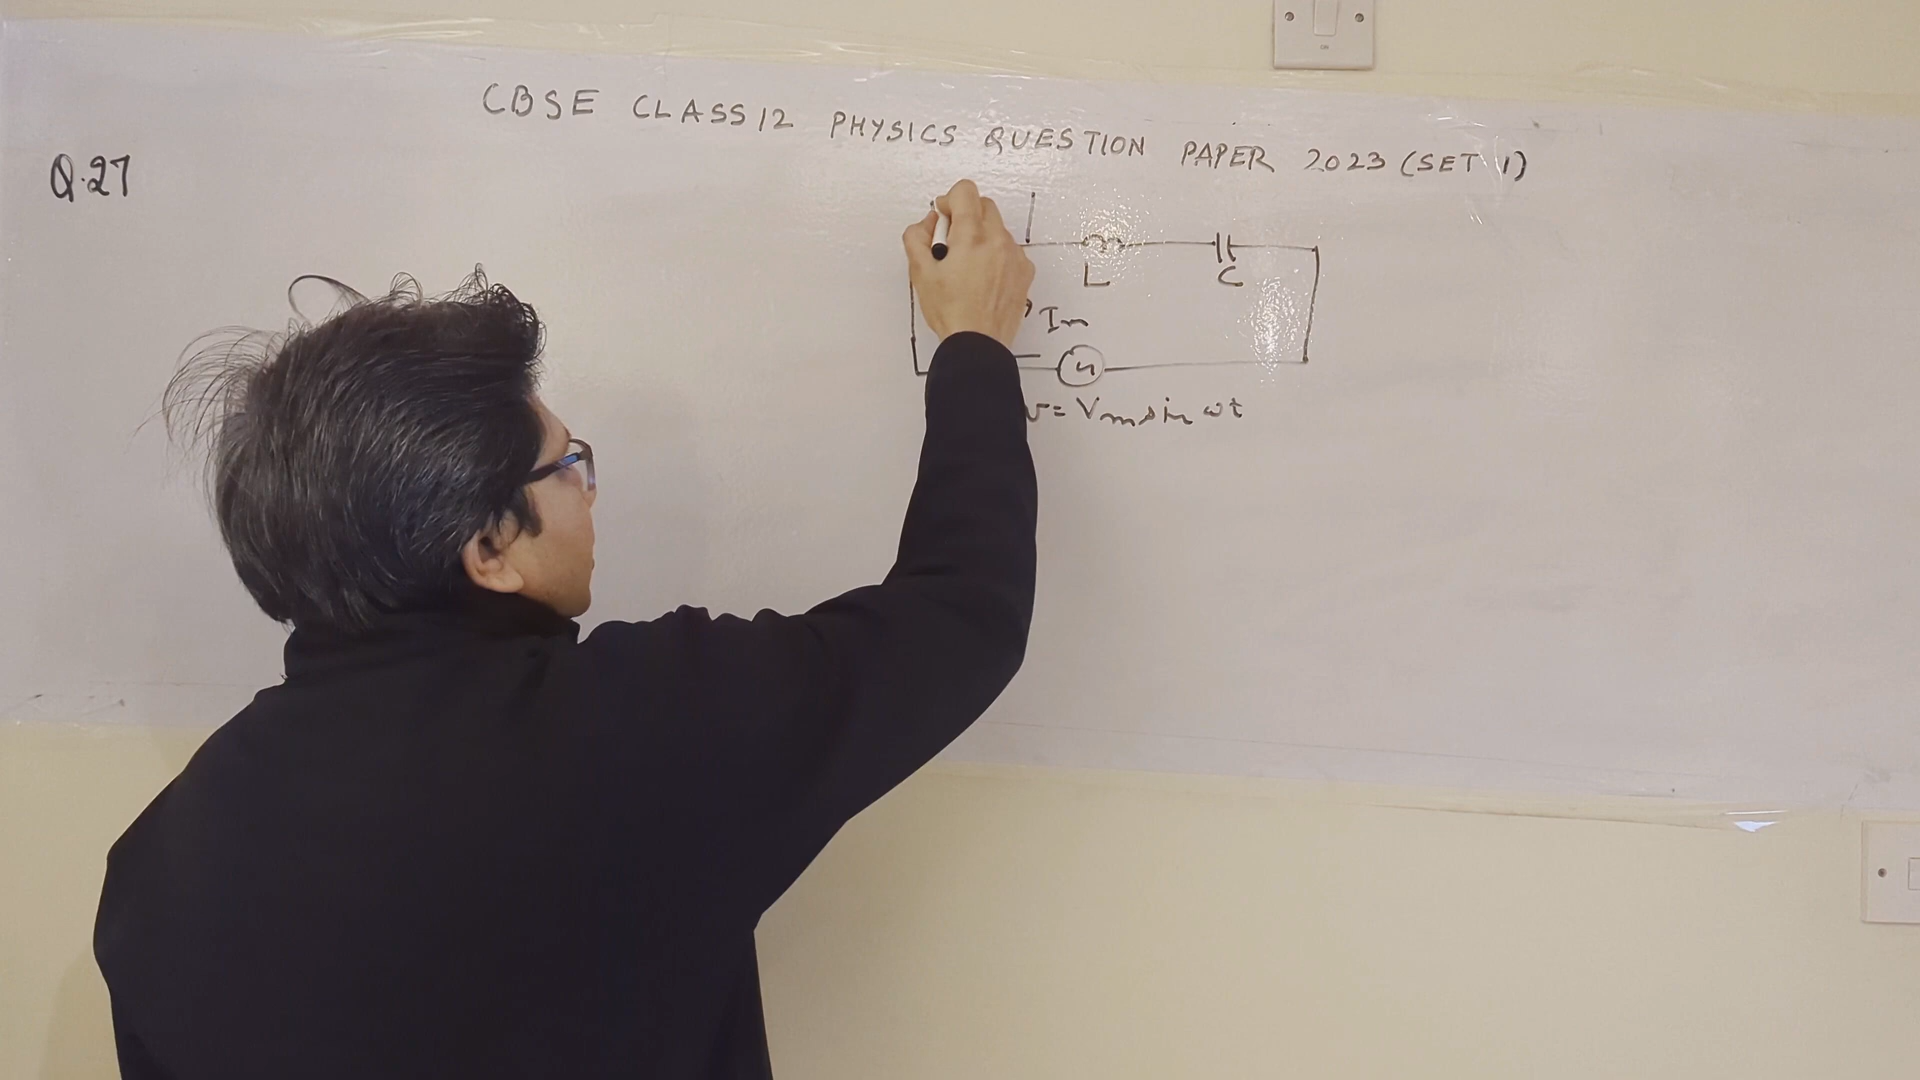 CBSE CLASS 12 PHYSICS QUESTION PAPER 2023 (SET 1)
Q.27
L C
Im
v = Vm sin ωt